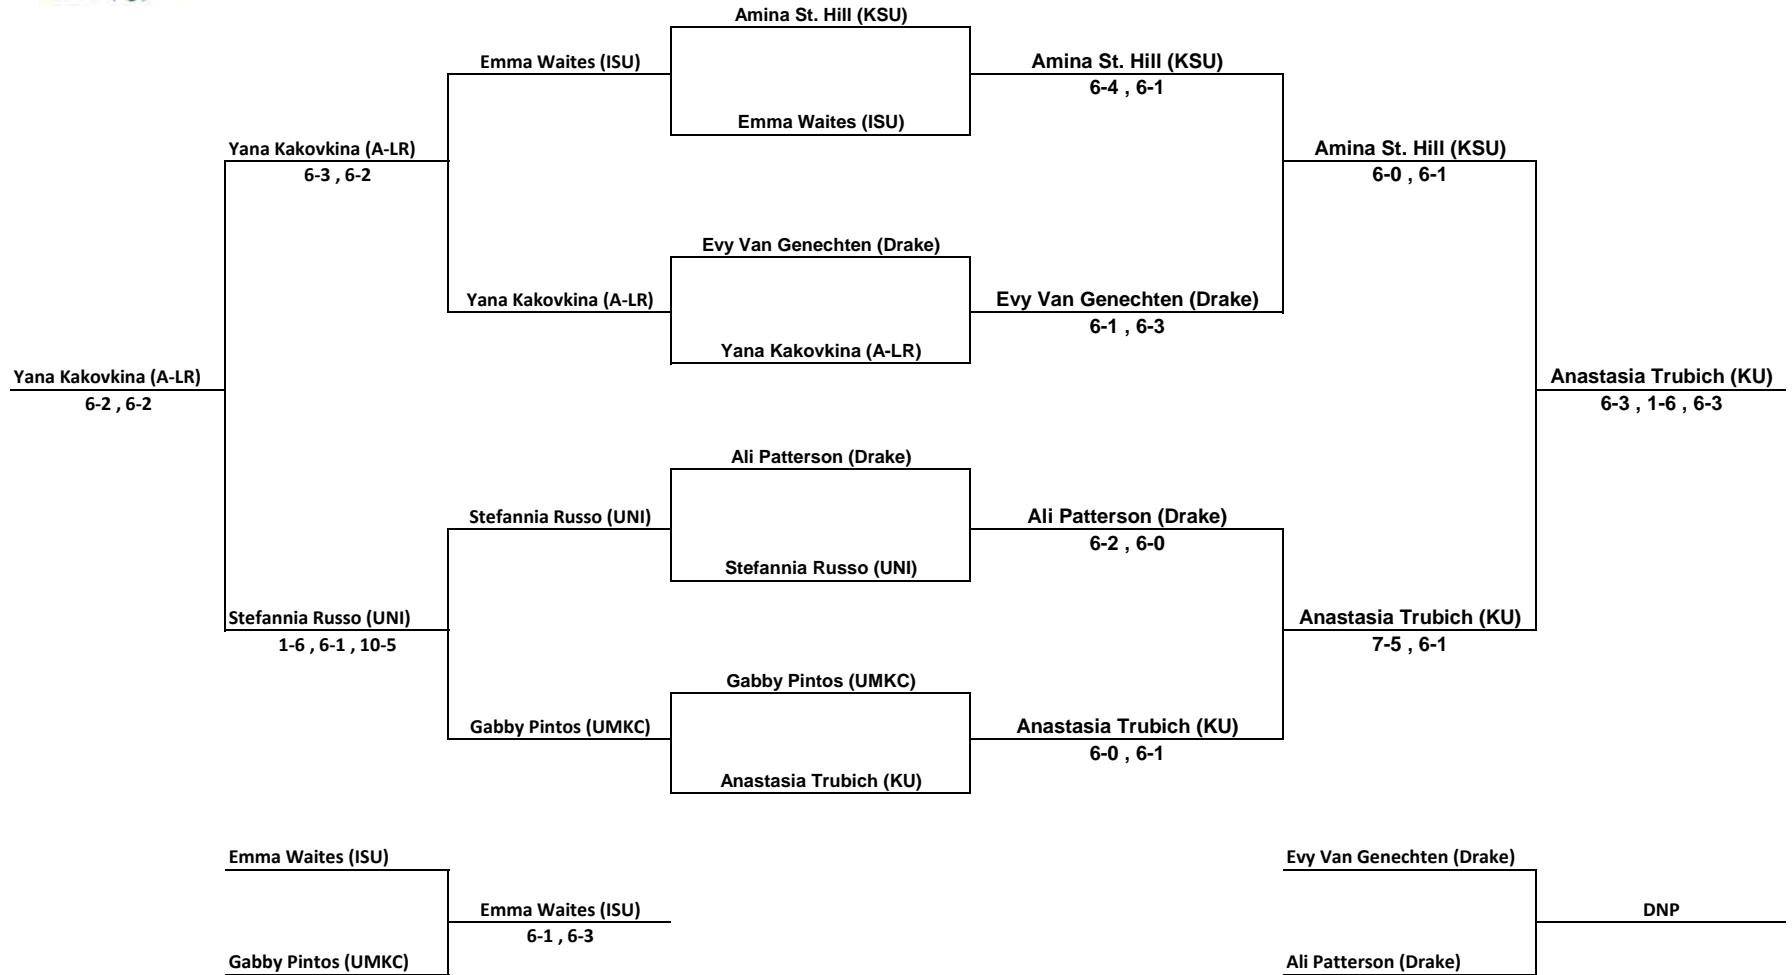 Amina St. Hill (KSU)
Emma Waites (ISU)
Amina St. Hill (KSU)
6-4 , 6-1
Emma Waites (ISU)
Yana Kakovkina (A-LR)
6-3 , 6-2
Amina St. Hill (KSU)
6-0 , 6-1
Evy Van Genechten (Drake)
Yana Kakovkina (A-LR)
Evy Van Genechten (Drake)
6-1 , 6-3
Yana Kakovkina (A-LR)
Yana Kakovkina (A-LR)
6-2 , 6-2
Anastasia Trubich (KU)
6-3 , 1-6 , 6-3
Ali Patterson (Drake)
Stefannia Russo (UNI)
Ali Patterson (Drake)
6-2 , 6-0
Stefannia Russo (UNI)
Stefannia Russo (UNI)
1-6 , 6-1 , 10-5
Anastasia Trubich (KU)
7-5 , 6-1
Gabby Pintos (UMKC)
Gabby Pintos (UMKC)
Anastasia Trubich (KU)
6-0 , 6-1
Anastasia Trubich (KU)
Emma Waites (ISU)
Evy Van Genechten (Drake)
Emma Waites (ISU)
6-1 , 6-3
DNP
Gabby Pintos (UMKC)
Ali Patterson (Drake)